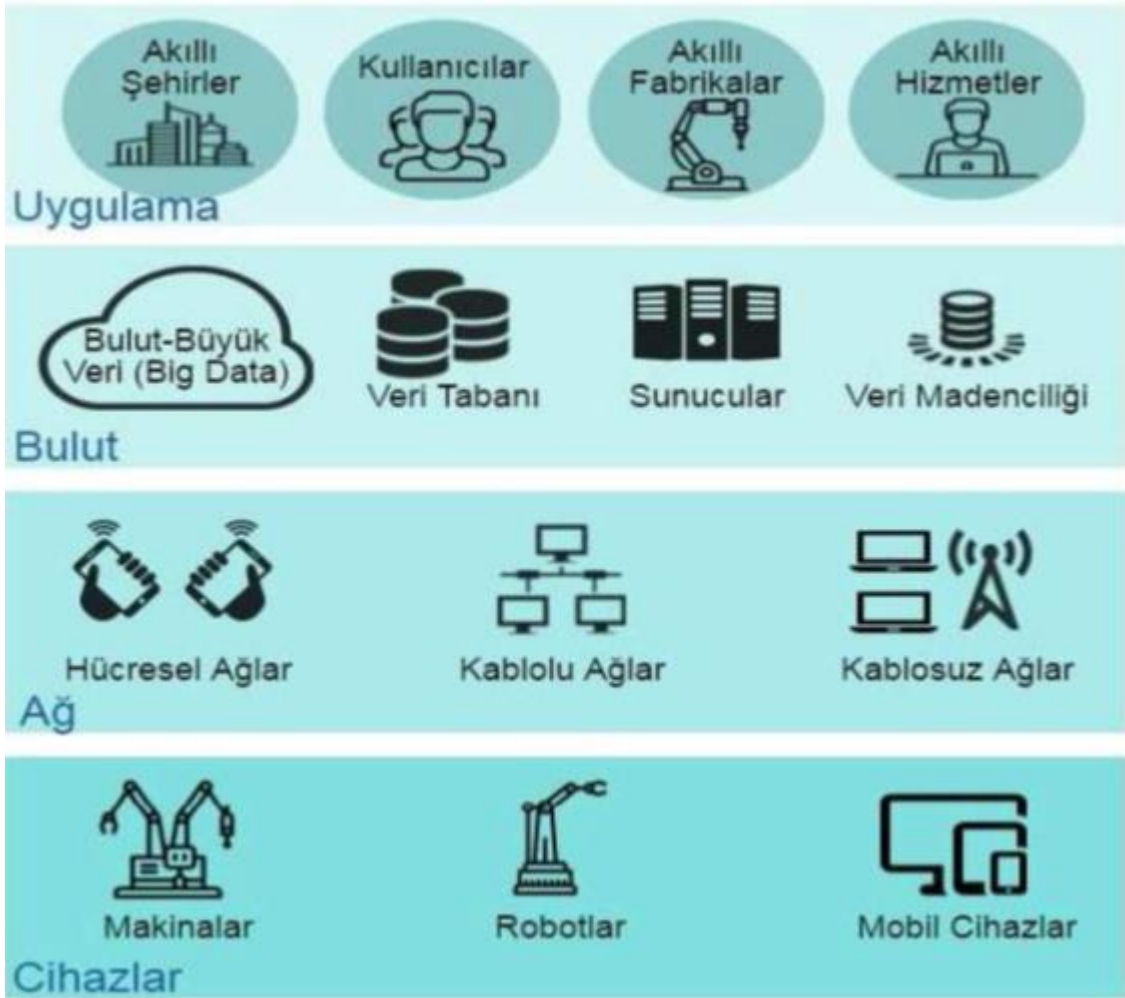 Akıllı
Şehirler
Kullanıcılar
Akıllı
Fabrikalar
Akıllı
Hizmetler
Uygulama
Bulut-Büyük
Veri (Big Data)
Veri Tabanı
Sunucular
Veri Madenciliği
Bulut
Hücresel Ağlar
Kablolu Ağlar
Kablosuz Ağlar
Ağ
Makinalar
Robotlar
Mobil Cihazlar
Cihazlar